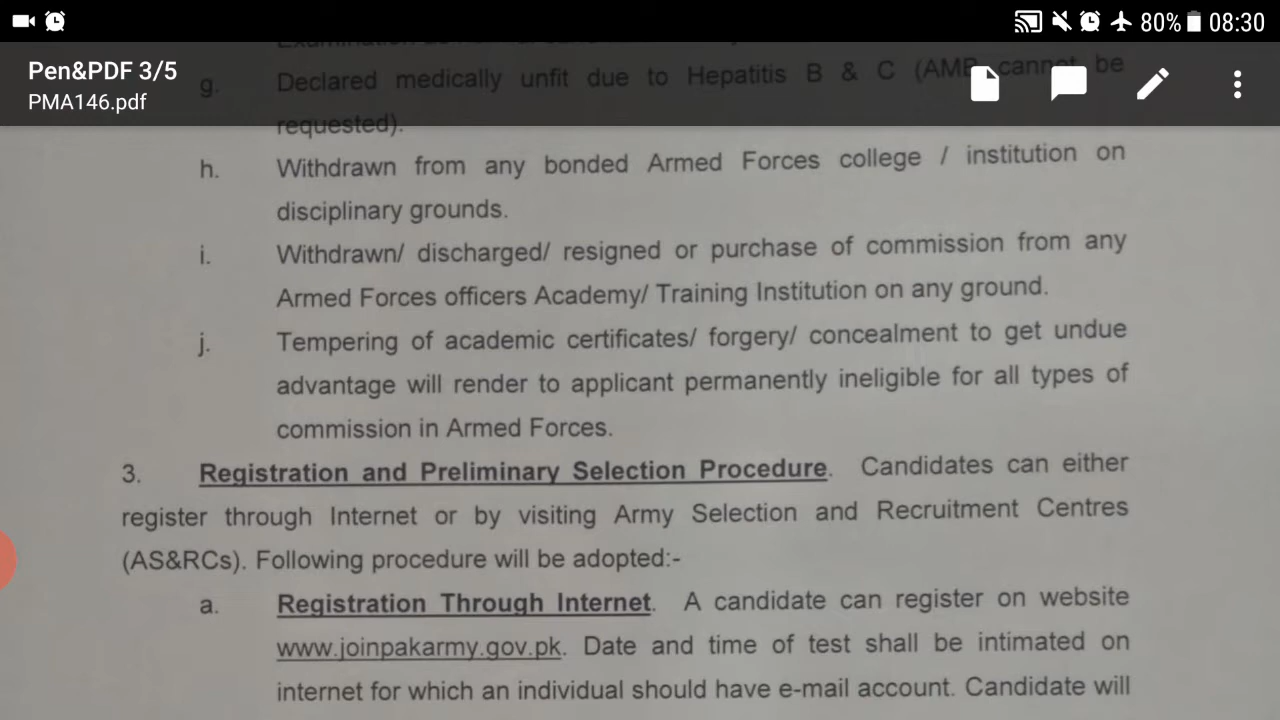 80% 08:30
Pen&PDF 3/5
PMA146.pdf
g. Declared medically unfit due to Hepatitis B & C (AMB cannot be
requested).
h. Withdrawn from any bonded Armed Forces college / institution on
disciplinary grounds.
i. Withdrawn/ discharged/ resigned or purchase of commission from any
Armed Forces officers Academy/ Training Institution on any ground.
j. Tempering of academic certificates/ forgery/ concealment to get undue
advantage will render to applicant permanently ineligible for all types of
commission in Armed Forces.
3. Registration and Preliminary Selection Procedure. Candidates can either
register through Internet or by visiting Army Selection and Recruitment Centres
(AS&RCs). Following procedure will be adopted:-
a. Registration Through Internet. A candidate can register on website
www.joinpakarmy.gov.pk. Date and time of test shall be intimated on
internet for which an individual should have e-mail account. Candidate will